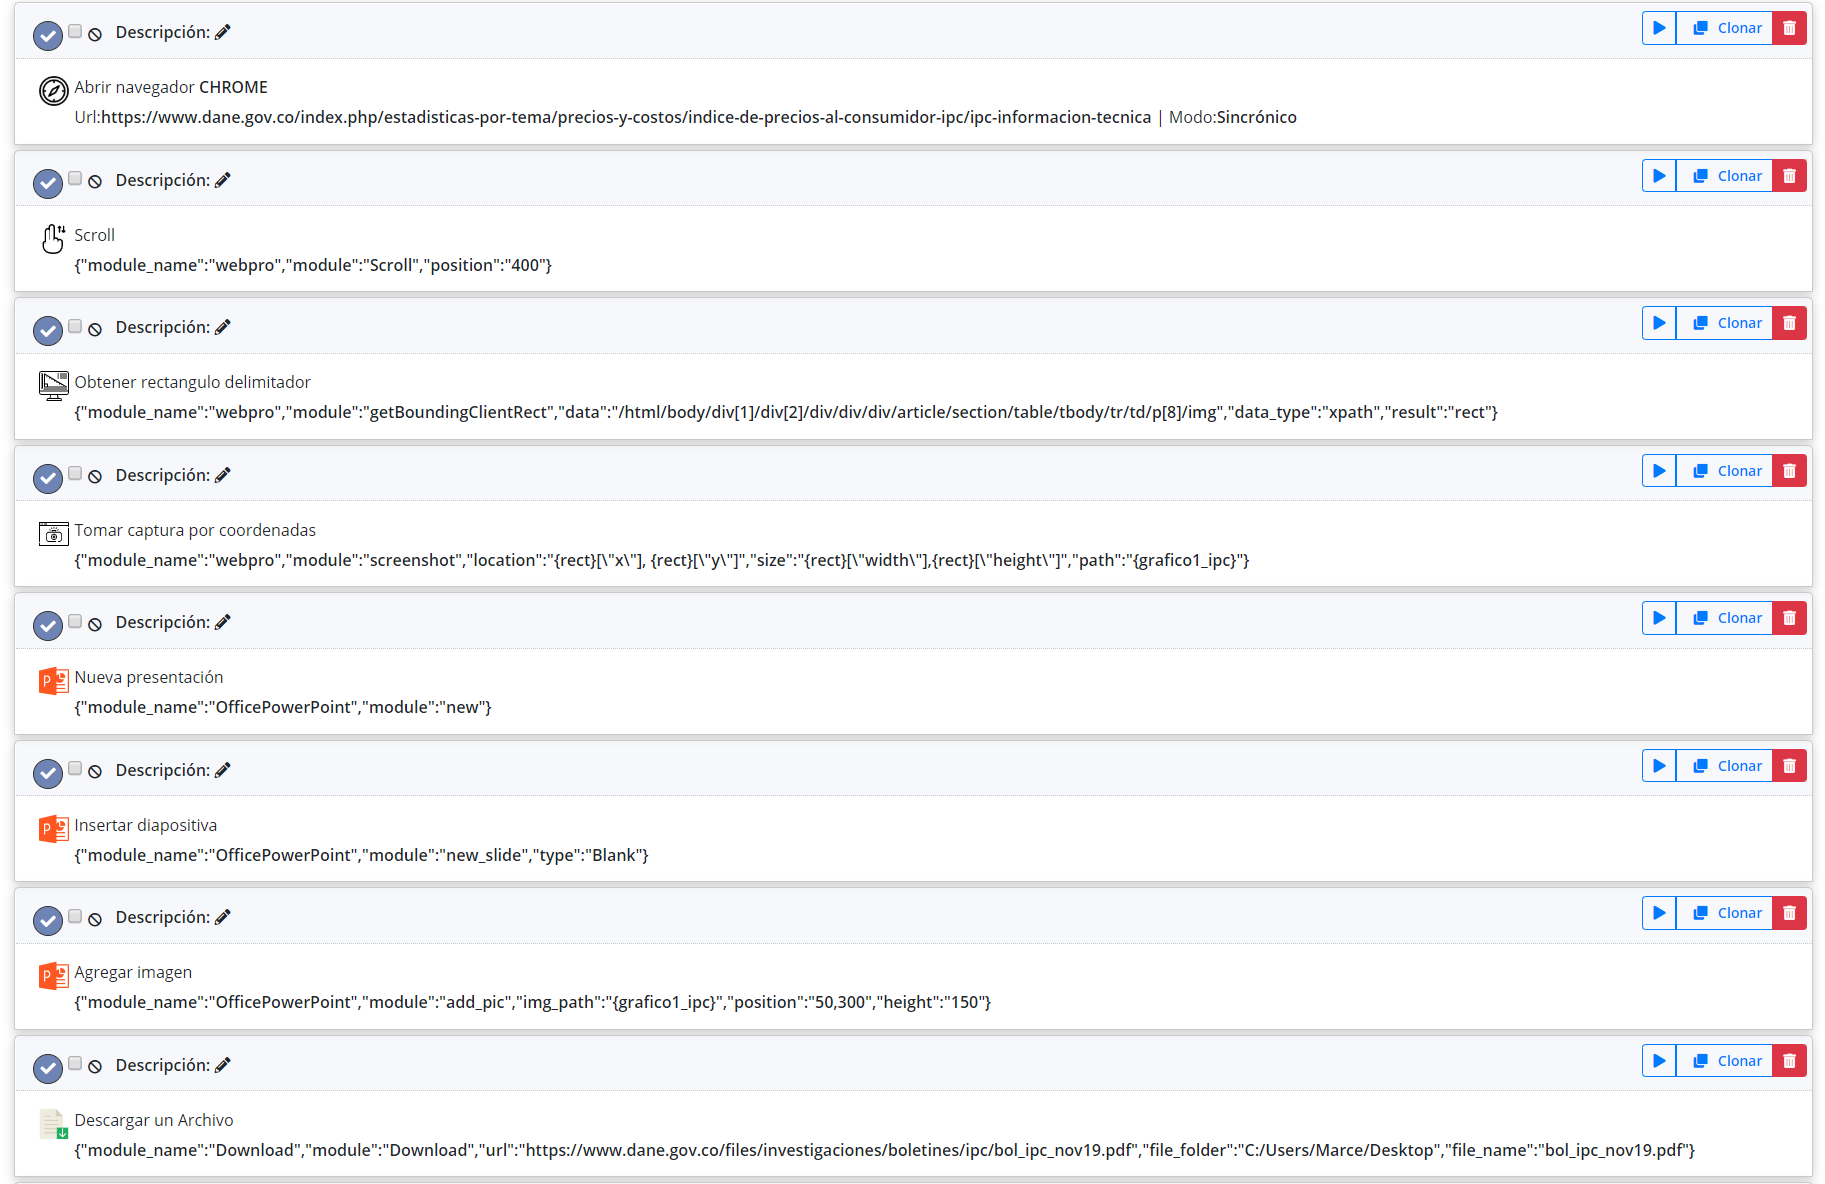 Descripción:
Clonar
Abrir navegador CHROME
Url:https://www.dane.gov.co/index.php/estadisticas-por-tema/precios-y-costos/indice-de-precios-al-consumidor-ipc/ipc-informacion-tecnica | Modo:Sincrónico
Descripción:
Clonar
Scroll
{"module_name":"webpro","module":"Scroll","position":"400"}
Descripción:
Clonar
Obtener rectangulo delimitador
{"module_name":"webpro","module":"getBoundingClientRect","data":"/html/body/div[1]/div[2]/div/div/div/article/section/table/tbody/tr/td/p[8]/img","data_type":"xpath","result":"rect"}
Descripción:
Clonar
Tomar captura por coordenadas
{"module_name":"webpro","module":"screenshot","location":"{rect}[\"x\"], {rect}[\"y\"]","size":"{rect}[\"width\"],{rect}[\"height\"]","path":"{grafico1_ipc}"}
Descripción:
Clonar
Nueva presentación
{"module_name":"OfficePowerPoint","module":"new"}
Descripción:
Clonar
Insertar diapositiva
{"module_name":"OfficePowerPoint","module":"new_slide","type":"Blank"}
Descripción:
Clonar
Agregar imagen
{"module_name":"OfficePowerPoint","module":"add_pic","img_path":"{grafico1_ipc}","position":"50,300","height":"150"}
Descripción:
Clonar
Descargar un Archivo
{"module_name":"Download","module":"Download","url":"https://www.dane.gov.co/files/investigaciones/boletines/ipc/bol_ipc_nov19.pdf","file_folder":"C:/Users/Marce/Desktop","file_name":"bol_ipc_nov19.pdf"}